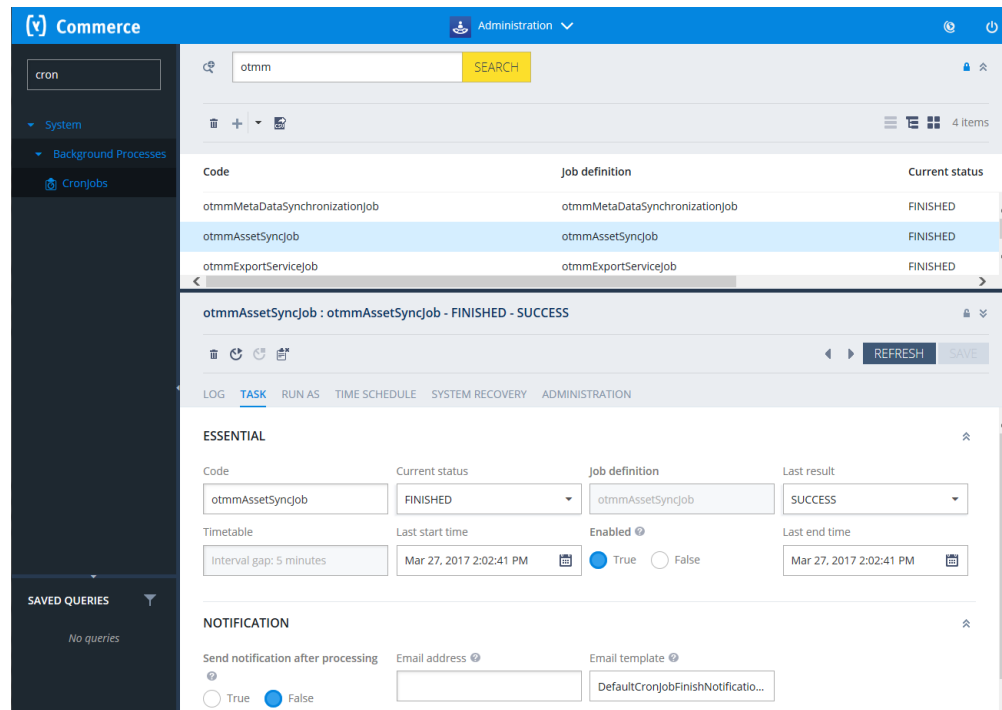 (y) Commerce
Administration
cron
System
Background Processes
CronJobs
SAVED QUERIES
No queries
otmm SEARCH
4 items
Code Job definition Current status
otmmMetaDataSynchronizationJob otmmMetaDataSynchronizationJob FINISHED
otmmAssetSyncJob otmmAssetSyncJob FINISHED
otmmExportServiceJob otmmExportServiceJob FINISHED
otmmAssetSyncJob : otmmAssetSyncJob - FINISHED - SUCCESS
REFRESH SAVE
LOG TASK RUN AS TIME SCHEDULE SYSTEM RECOVERY ADMINISTRATION
ESSENTIAL
Code Current status Job definition Last result
otmmAssetSyncJob FINISHED otmmAssetSyncJob SUCCESS
Timetable Last start time Enabled Last end time
Interval gap: 5 minutes Mar 27, 2017 2:02:41 PM True False Mar 27, 2017 2:02:41 PM
NOTIFICATION
Send notification after processing Email address Email template
True False DefaultCronJobFinishNotificatio...